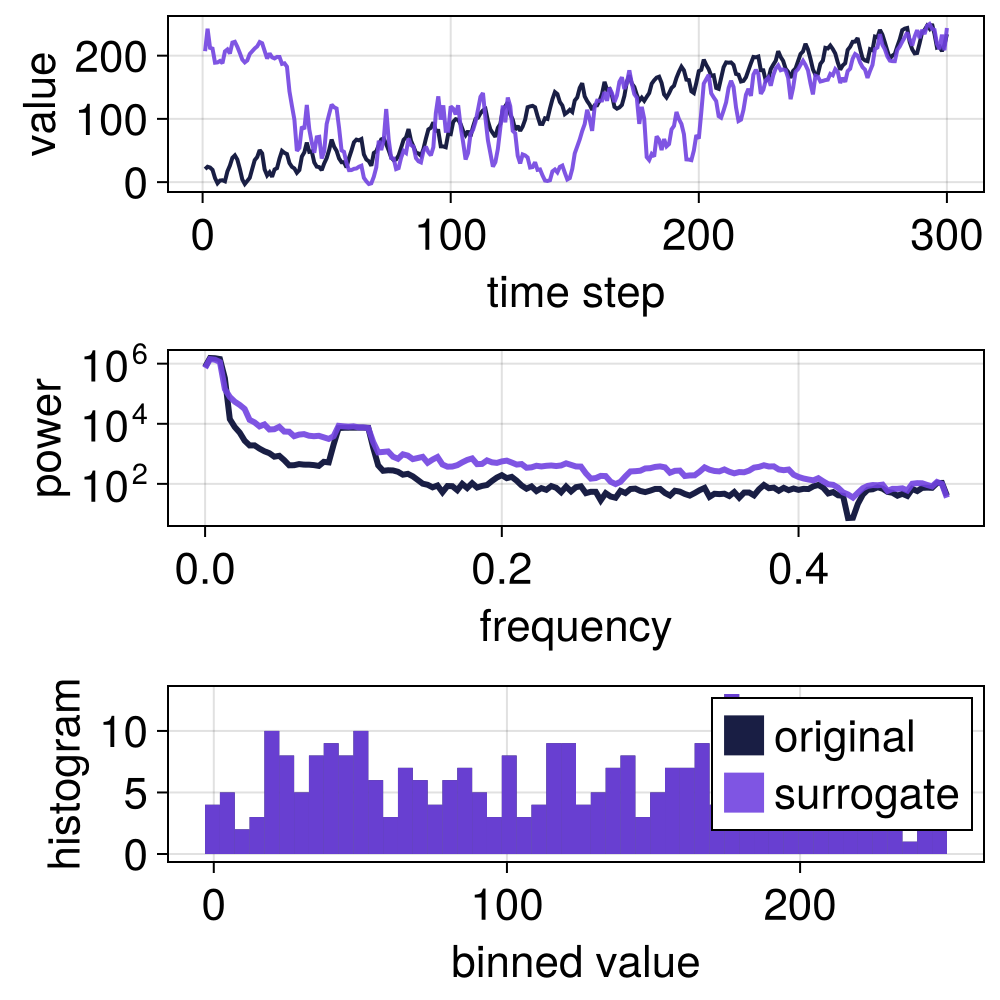 value
200
100
0
0 100 200 300
time step
power
10^6
10^4
10^2
0.0 0.2 0.4
frequency
histogram
10
5
0
original
surrogate
0 100 200
binned value